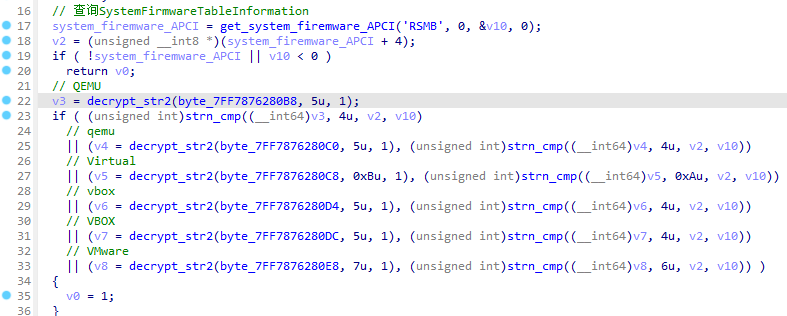 16 // 查询SystemFirmwareTableInformation
17 system_firemware_APCI = get_system_firemware_APCI('RSMB', 0, &v10, 0);
18 v2 = (unsigned __int8 *)(system_firemware_APCI + 4);
19 if ( !system_firemware_APCI || v10 < 0 )
20 return v0;
21 // QEMU
22 v3 = decrypt_str2(byte_7FF7876280B8, 5u, 1);
23 if ( (unsigned int)strn_cmp((__int64)v3, 4u, v2, v10)
24 // qemu
25 || (v4 = decrypt_str2(byte_7FF7876280C0, 5u, 1), (unsigned int)strn_cmp((__int64)v4, 4u, v2, v10))
26 // Virtual
27 || (v5 = decrypt_str2(byte_7FF7876280C8, 0xBu, 1), (unsigned int)strn_cmp((__int64)v5, 0xAu, v2, v10))
28 // vbox
29 || (v6 = decrypt_str2(byte_7FF7876280D4, 5u, 1), (unsigned int)strn_cmp((__int64)v6, 4u, v2, v10))
30 // VBOX
31 || (v7 = decrypt_str2(byte_7FF7876280DC, 5u, 1), (unsigned int)strn_cmp((__int64)v7, 4u, v2, v10))
32 // VMware
33 || (v8 = decrypt_str2(byte_7FF7876280E8, 7u, 1), (unsigned int)strn_cmp((__int64)v8, 6u, v2, v10)) )
34 {
35 v0 = 1;
36 }